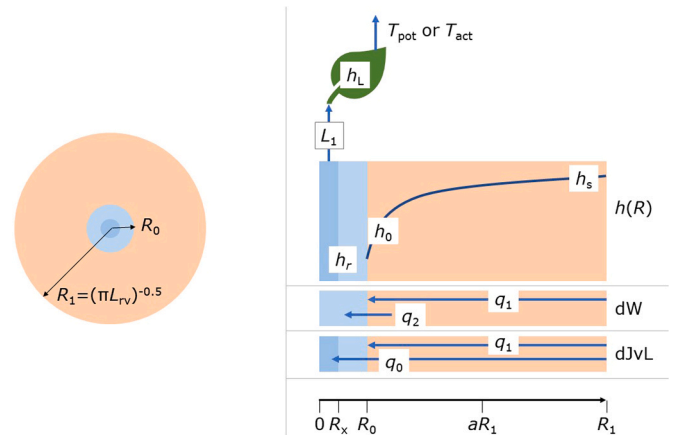 T_pot or T_act
h_L
L_1
R_0
R_1=(πL_rv)^-0.5
h_s
h_0
h_r
h(R)
q_1
q_2
dW
q_1
q_0
dJvL
0 R_x R_0 aR_1 R_1